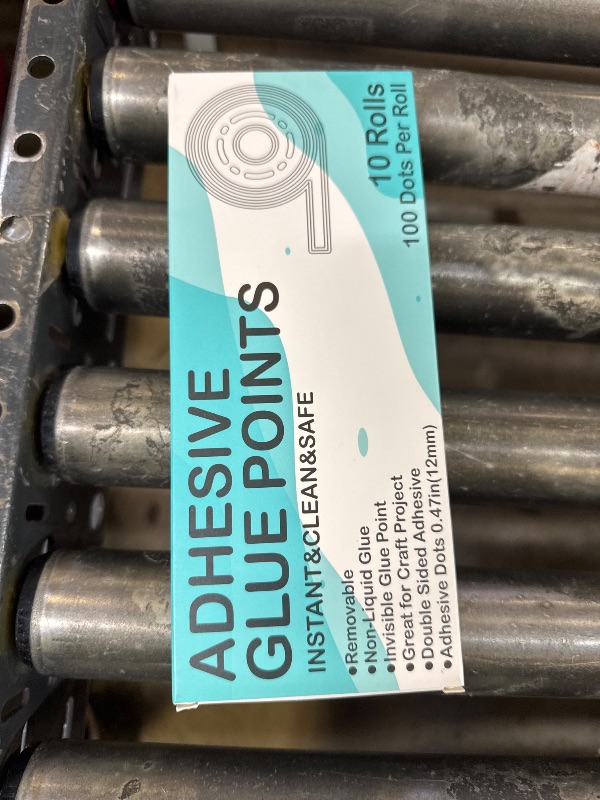 10 Rolls
100 Dots Per Roll
ADHESIVE
GLUE POINTS
INSTANT&CLEAN&SAFE
•Removable
•Non-Liquid Glue
•Invisible Glue Point
•Great for Craft Project
•Double Sided Adhesive
•Adhesive Dots 0.47in(12mm)